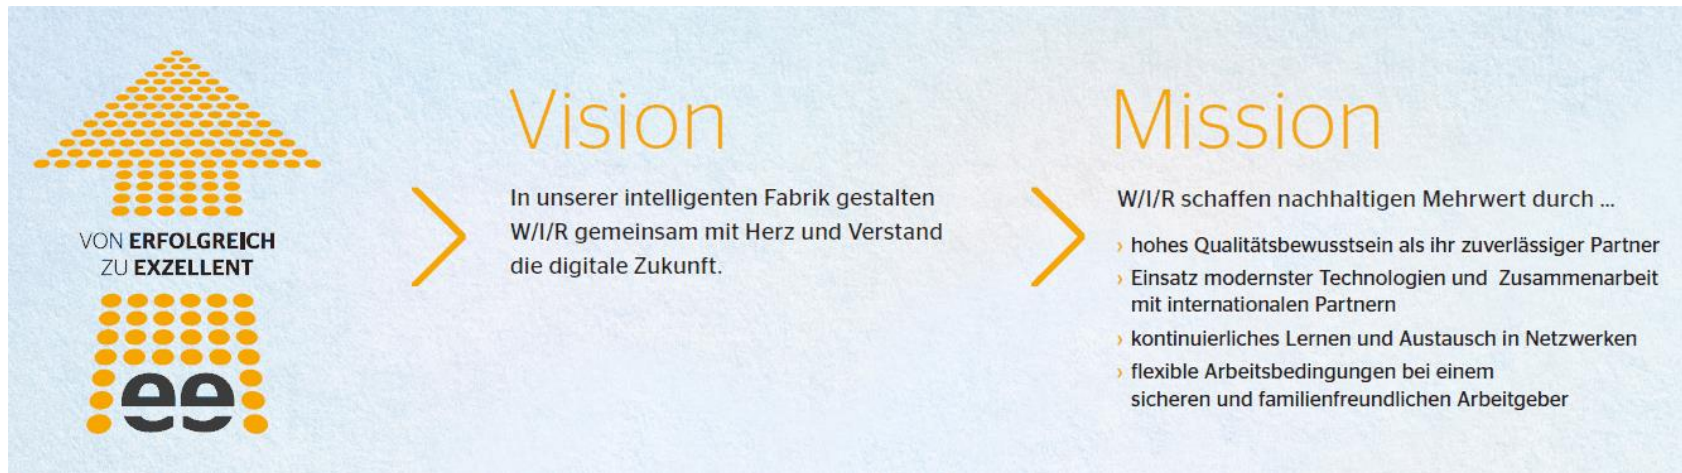 VON ERFOLGREICH
ZU EXZELLENT
ee
Vision
In unserer intelligenten Fabrik gestalten
W/I/R gemeinsam mit Herz und Verstand
die digitale Zukunft.
Mission
W/I/R schaffen nachhaltigen Mehrwert durch ...
› hohes Qualitätsbewusstsein als ihr zuverlässiger Partner
› Einsatz modernster Technologien und Zusammenarbeit
mit internationalen Partnern
› kontinuierliches Lernen und Austausch in Netzwerken
› flexible Arbeitsbedingungen bei einem
sicheren und familienfreundlichen Arbeitgeber